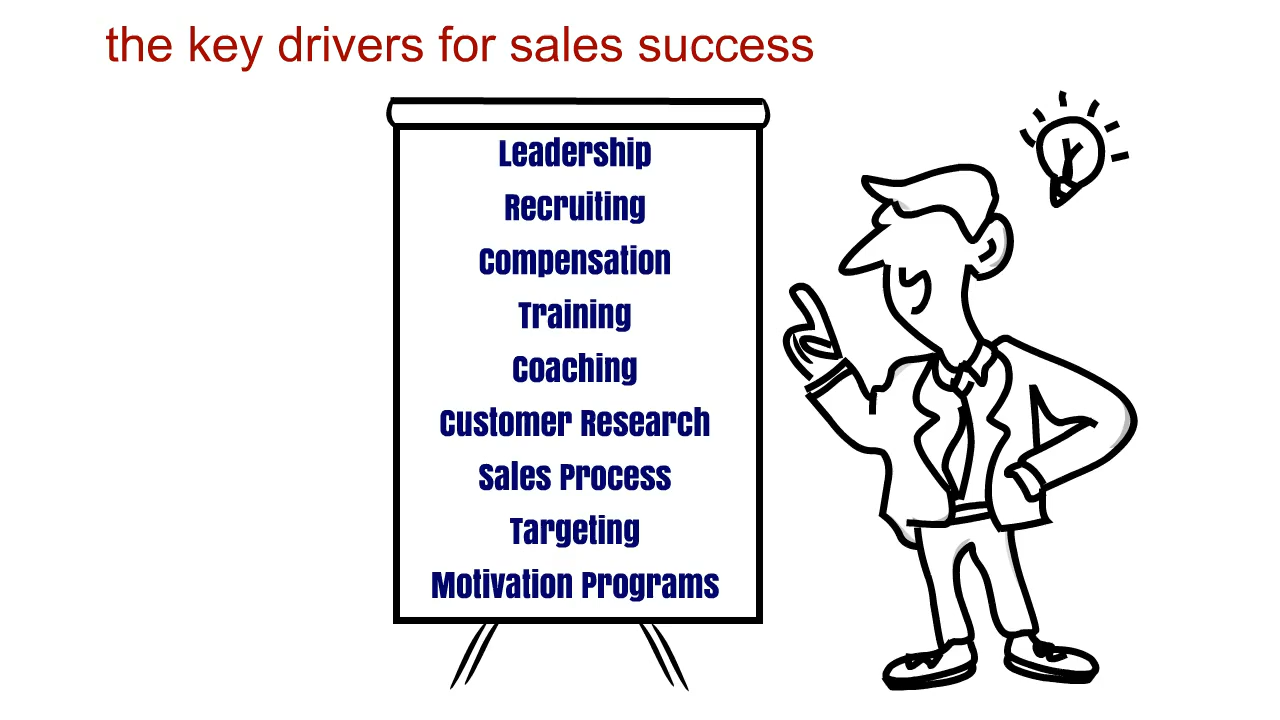 the key drivers for sales success
Leadership
Recruiting
Compensation
Training
Coaching
Customer Research
Sales Process
Targeting
Motivation Programs